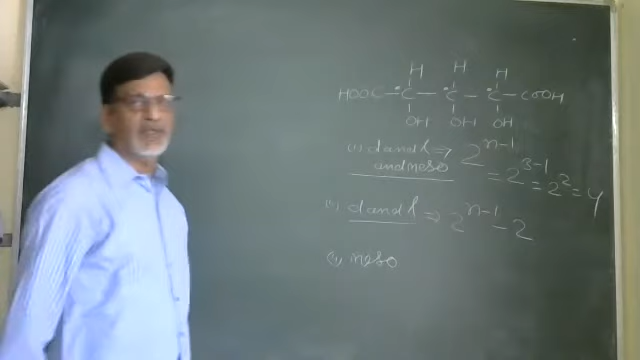 H H H
HOOC - C - C - C - COOH
OH OH OH
(i) d and l ⇒ 2^{n-1}
and meso
= 2^{3-1} = 2^2 = 4
(ii) d and l ⇒ 2^{n-1} - 2
(i) meso